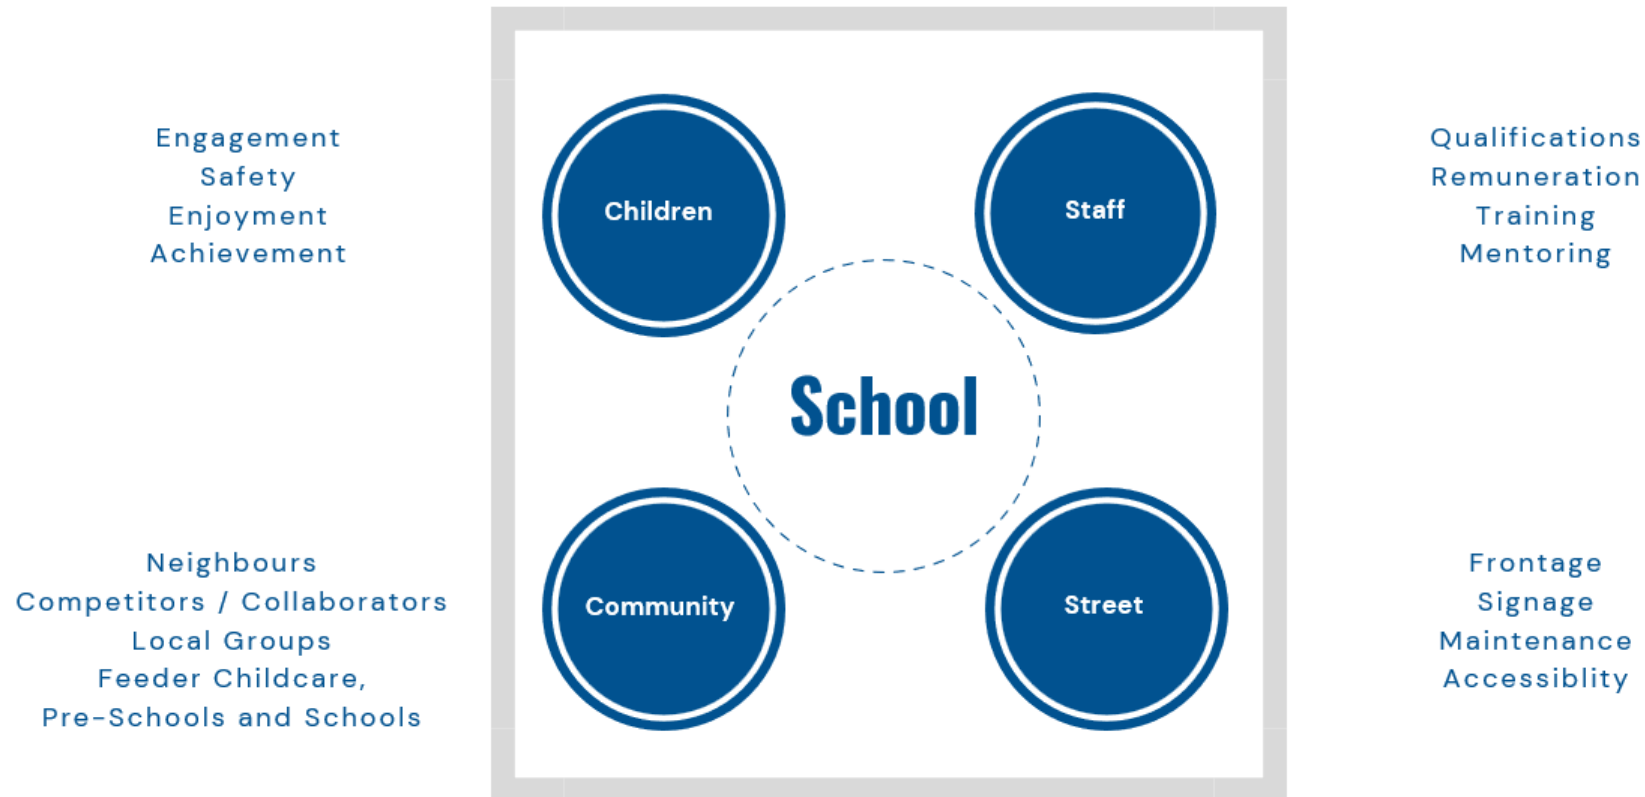 Engagement
Safety
Enjoyment
Achievement
Children
Staff
Qualifications
Remuneration
Training
Mentoring
School
Neighbours
Competitors / Collaborators
Local Groups
Feeder Childcare,
Pre-Schools and Schools
Community
Street
Frontage
Signage
Maintenance
Accessiblity